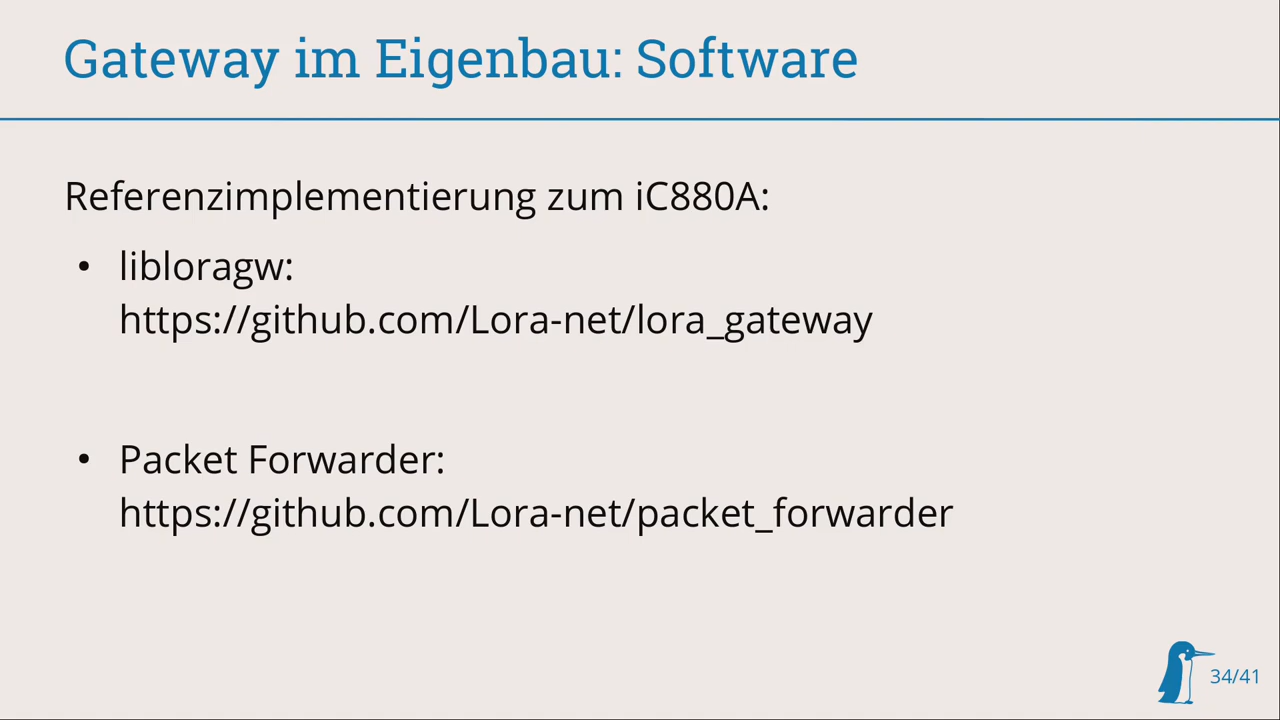 Gateway im Eigenbau: Software
Referenzimplementierung zum iC880A:
• libloragw:
https://github.com/Lora-net/lora_gateway
• Packet Forwarder:
https://github.com/Lora-net/packet_forwarder
34/41